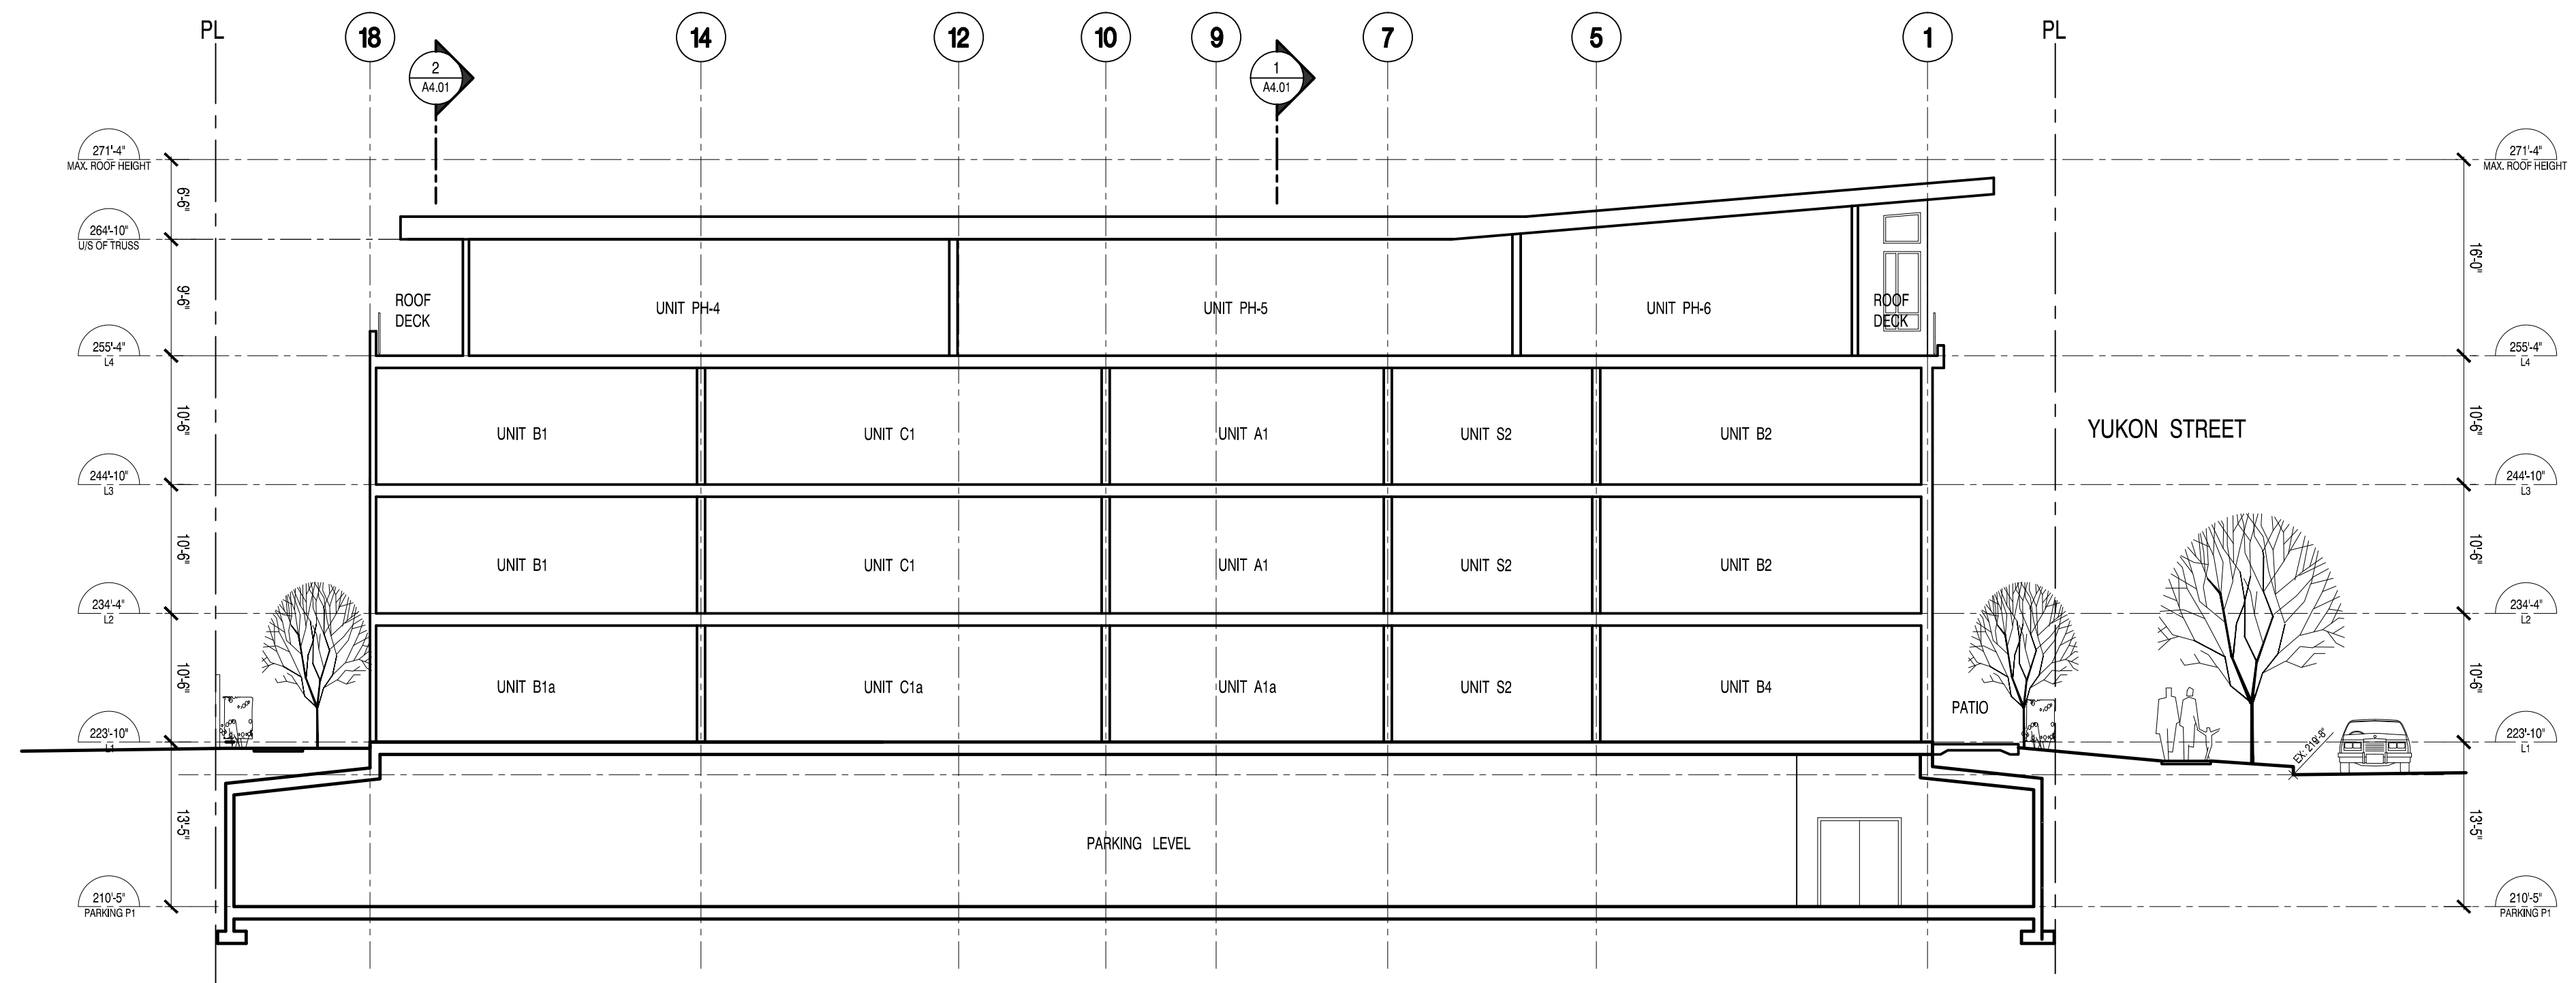 PL
18
14
12
10
9
7
5
1
PL
2
A4.01
1
A4.01
271'-4"
MAX. ROOF HEIGHT
271'-4"
MAX. ROOF HEIGHT
6'-6"
264'-10"
U/S OF TRUSS
16'-0"
9'-6"
ROOF
DECK
UNIT PH-4
UNIT PH-5
UNIT PH-6
ROOF
DECK
255'-4"
L4
255'-4"
L4
10'-6"
UNIT B1
UNIT C1
UNIT A1
UNIT S2
UNIT B2
YUKON STREET
10'-6"
244'-10"
L3
244'-10"
L3
10'-6"
UNIT B1
UNIT C1
UNIT A1
UNIT S2
UNIT B2
10'-6"
234'-4"
L2
234'-4"
L2
10'-6"
UNIT B1a
UNIT C1a
UNIT A1a
UNIT S2
UNIT B4
PATIO
10'-6"
223'-10"
L1
EX: 219'-8"
223'-10"
L1
13'-5"
PARKING LEVEL
13'-5"
210'-5"
PARKING P1
210'-5"
PARKING P1